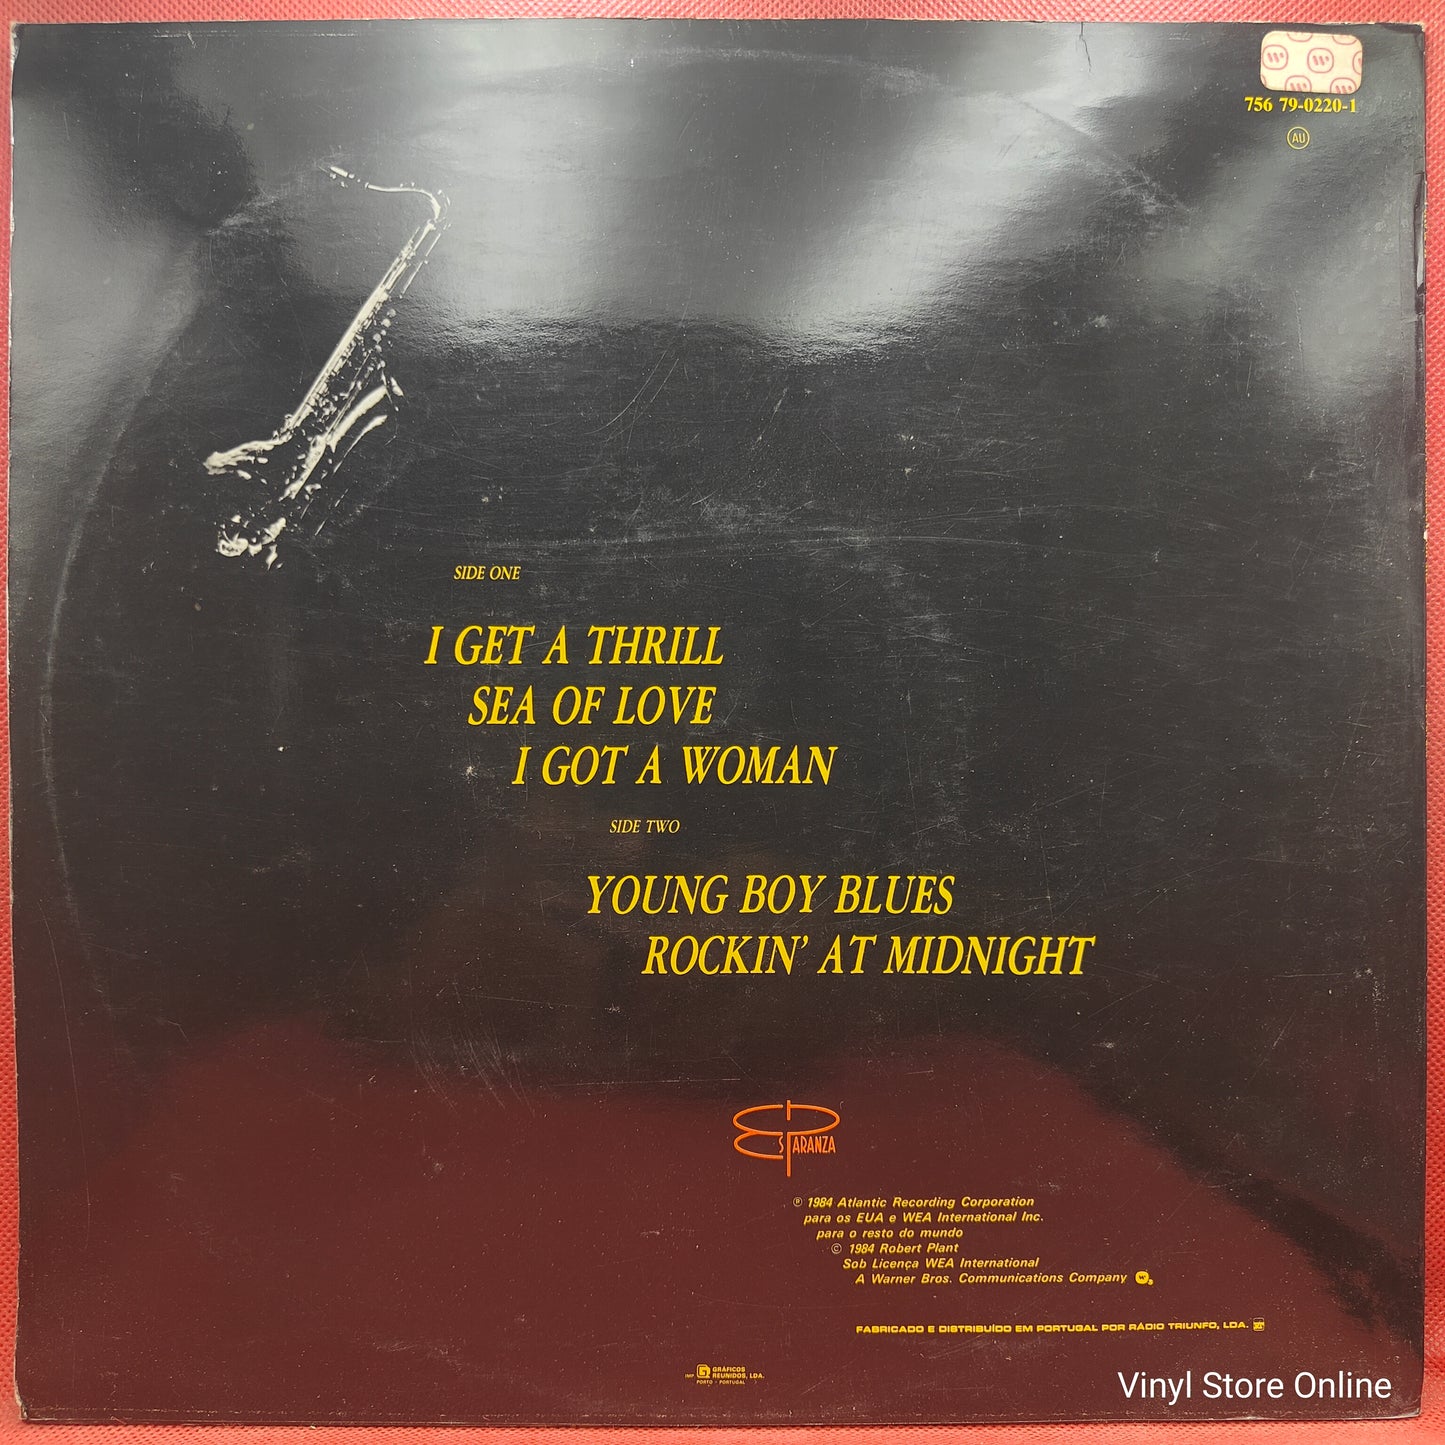 756 79-0220-1
AU
SIDE ONE
I GET A THRILL
SEA OF LOVE
I GOT A WOMAN
SIDE TWO
YOUNG BOY BLUES
ROCKIN' AT MIDNIGHT
ESPARANZA
℗ 1984 Atlantic Recording Corporation
para os EUA e WEA International Inc.
para o resto do mundo
© 1984 Robert Plant
Sob Licença WEA International
A Warner Bros. Communications Company
FABRICADO E DISTRIBUÍDO EM PORTUGAL POR RÁDIO TRIUNFO, LDA.
IMP GRÁFICOS
REUNIDOS, LDA.
PORTO - PORTUGAL
Vinyl Store Online